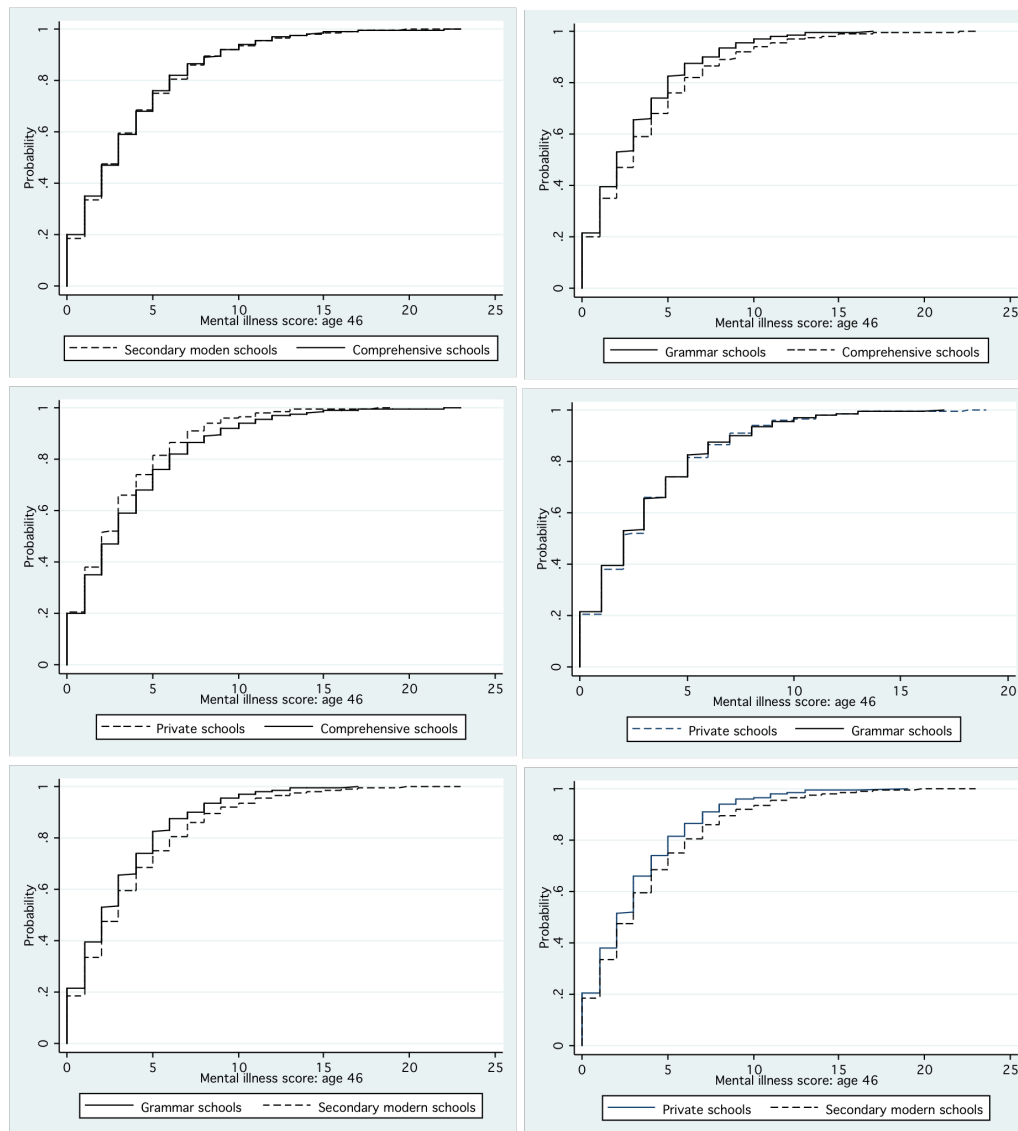 Probability
1
.8
.6
.4
.2
0
0 5 10 15 20 25
Mental illness score: age 46
Secondary moden schools Comprehensive schools
Probability
1
.8
.6
.4
.2
0
0 5 10 15 20 25
Mental illness score: age 46
Grammar schools Comprehensive schools
Probability
1
.8
.6
.4
.2
0
0 5 10 15 20 25
Mental illness score: age 46
Private schools Comprehensive schools
Probability
1
.8
.6
.4
.2
0
0 5 10 15 20
Mental illness score: age 46
Private schools Grammar schools
Probability
1
.8
.6
.4
.2
0
0 5 10 15 20 25
Mental illness score: age 46
Grammar schools Secondary modern schools
Probability
1
.8
.6
.4
.2
0
0 5 10 15 20 25
Mental illness score: age 46
Private schools Secondary modern schools